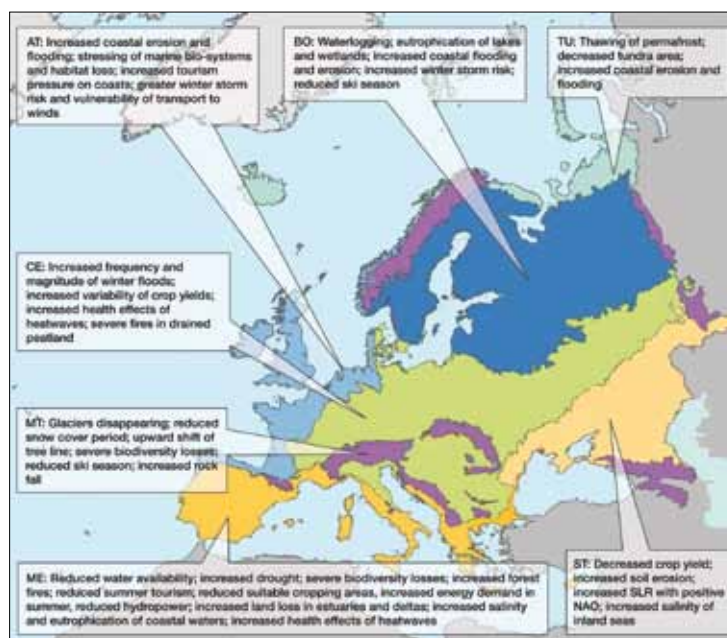 AT: Increased coastal erosion and
flooding; stressing of marine bio-systems
and habitat loss; increased tourism
pressure on coasts; greater winter storm
risk and vulnerability of transport to
winds
BO: Waterlogging; eutrophication of lakes
and wetlands; increased coastal flooding
and erosion; increased winter storm risk;
reduced ski season
TU: Thawing of permafrost;
decreased tundra area;
increased coastal erosion and
flooding
CE: Increased frequency and
magnitude of winter floods;
increased variability of crop yields;
increased health effects of
heatwaves; severe fires in drained
peatland
MT: Glaciers disappearing; reduced
snow cover period; upward shift of
tree line; severe biodiversity losses;
reduced ski season; increased rock
fall
ME: Reduced water availability; increased drought; severe biodiversity losses; increased forest
fires; reduced summer tourism; reduced suitable cropping areas, increased energy demand in
summer, reduced hydropower; increased land loss in estuaries and deltas; increased salinity
and eutrophication of coastal waters; increased health effects of heatwaves
ST: Decreased crop yield;
increased soil erosion;
increased SLR with positive
NAO; increased salinity of
inland seas